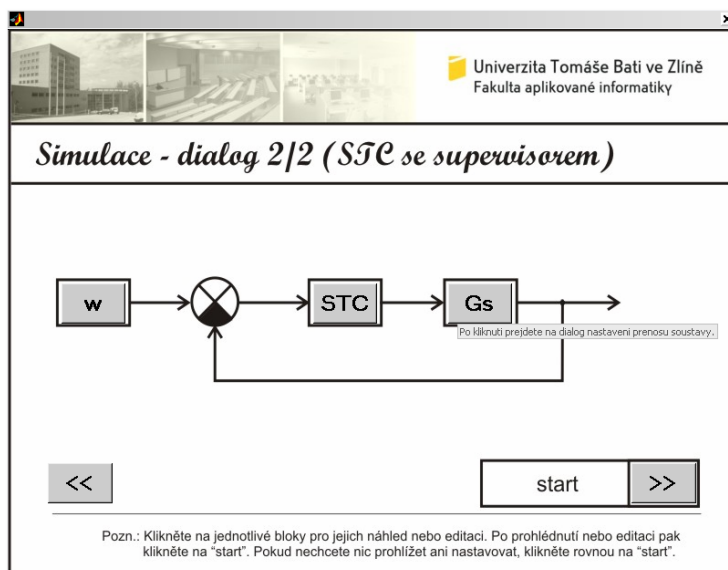 Univerzita Tomáše Bati ve Zlíně
Fakulta aplikované informatiky
Simulace - dialog 2/2 (STC se supervisorem)
w
STC
Gs
Po kliknuti prejdete na dialog nastaveni prenosu soustavy.
<<
start
>>
Pozn.: Klikněte na jednotlivé bloky pro jejich náhled nebo editaci. Po prohlédnutí nebo editaci pak
klikněte na “start”. Pokud nechcete nic prohlížet ani nastavovat, klikněte rovnou na “start”.